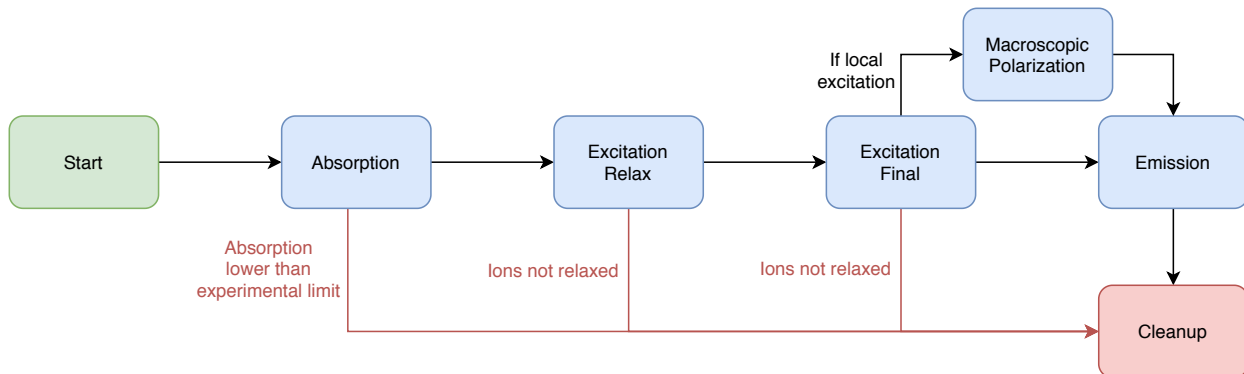 Macroscopic
Polarization
If local
excitation
Start
Absorption
Excitation
Relax
Excitation
Final
Emission
Absorption
lower than
experimental limit
Ions not relaxed
Ions not relaxed
Cleanup